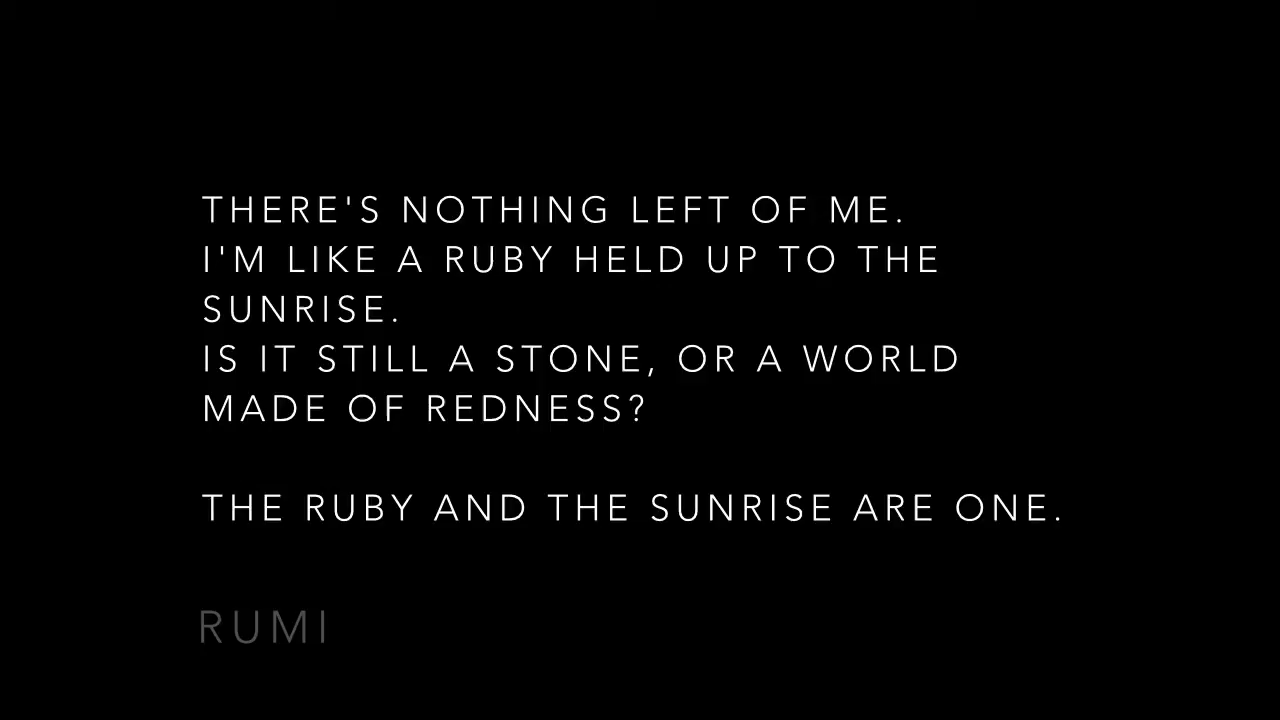 THERE'S NOTHING LEFT OF ME.
I'M LIKE A RUBY HELD UP TO THE
SUNRISE.
IS IT STILL A STONE, OR A WORLD
MADE OF REDNESS?
THE RUBY AND THE SUNRISE ARE ONE.
RUMI